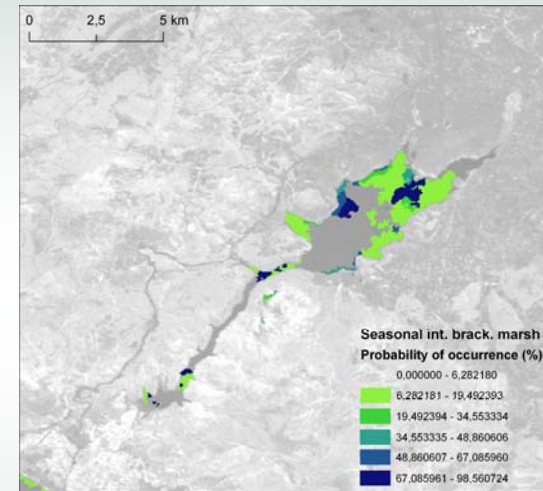 0 2,5 5 km
Seasonal int. brack. marsh
Probability of occurrence (%)
0,000000 - 6,282180
6,282181 - 19,492393
19,492394 - 34,553334
34,553335 - 48,860606
48,860607 - 67,085960
67,085961 - 98,560724